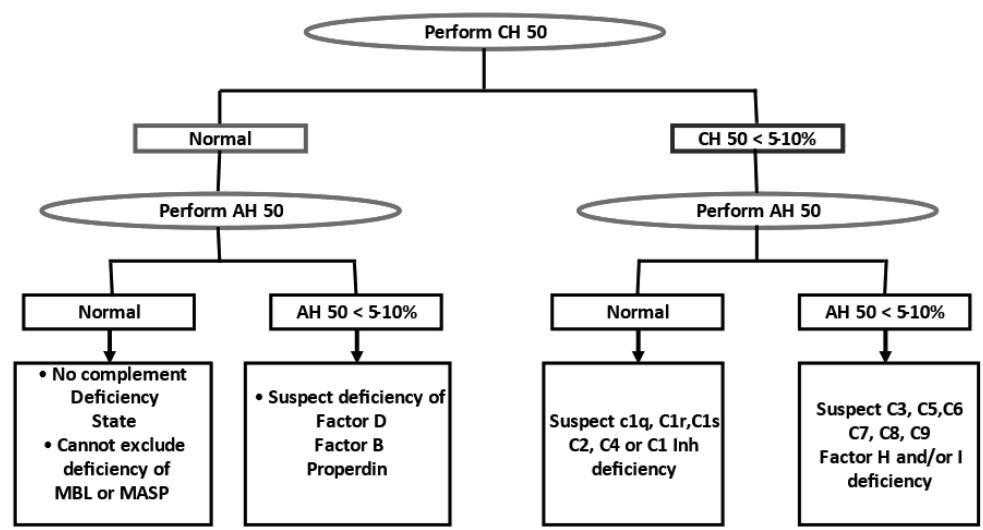 Perform CH 50
Normal
CH 50 < 5-10%
Perform AH 50
Perform AH 50
Normal
AH 50 < 5-10%
Normal
AH 50 < 5-10%
• No complement
Deficiency
State
• Cannot exclude
deficiency of
MBL or MASP
• Suspect deficiency of
Factor D
Factor B
Properdin
Suspect c1q, C1r,C1s
C2, C4 or C1 Inh
deficiency
Suspect C3, C5,C6
C7, C8, C9
Factor H and/or I
deficiency